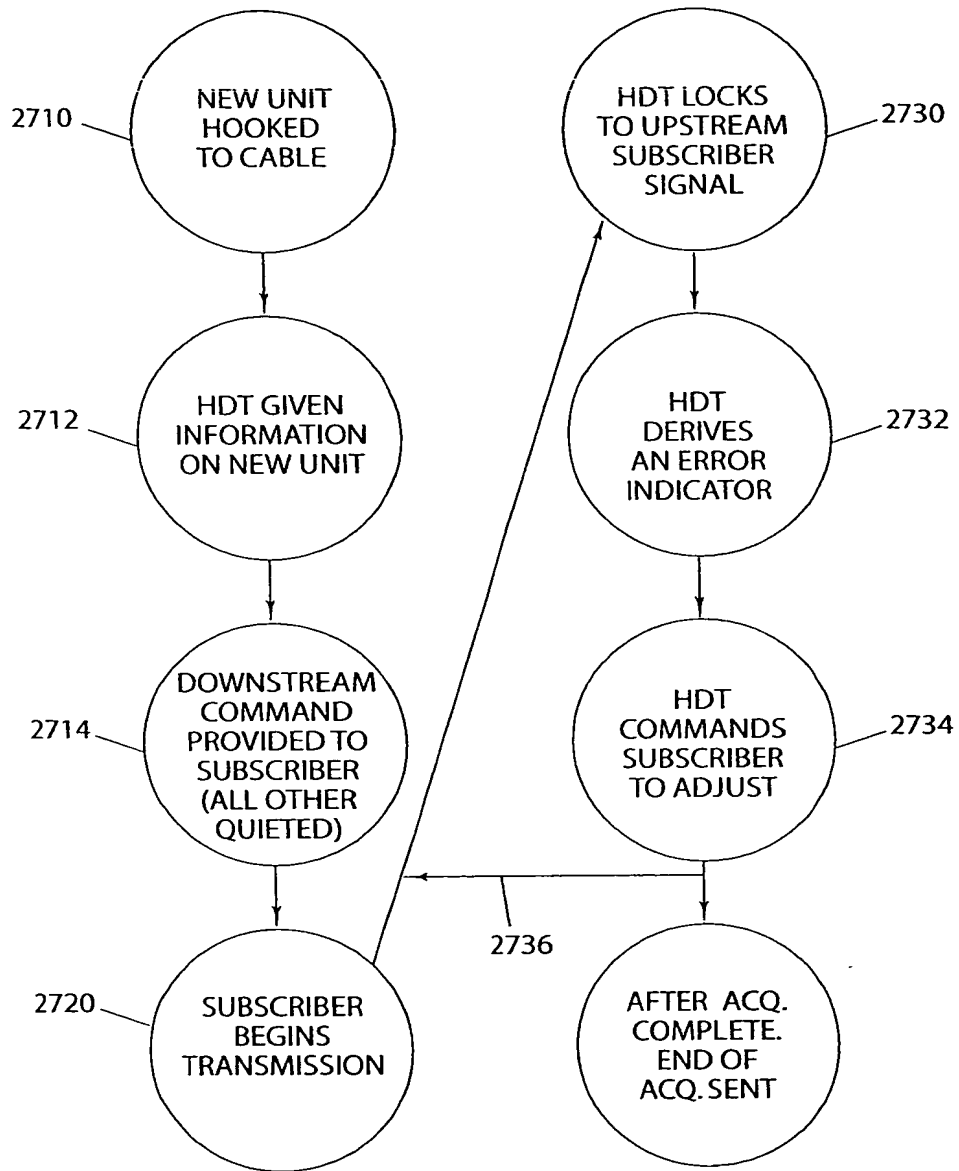 2710
NEW UNIT
HOOKED
TO CABLE
2712
HDT GIVEN
INFORMATION
ON NEW UNIT
2714
DOWNSTREAM
COMMAND
PROVIDED TO
SUBSCRIBER
(ALL OTHER
QUIETED)
2720
SUBSCRIBER
BEGINS
TRANSMISSION
HDT LOCKS
TO UPSTREAM
SUBSCRIBER
SIGNAL
2730
HDT
DERIVES
AN ERROR
INDICATOR
2732
HDT
COMMANDS
SUBSCRIBER
TO ADJUST
2734
2736
AFTER ACQ.
COMPLETE.
END OF
ACQ. SENT